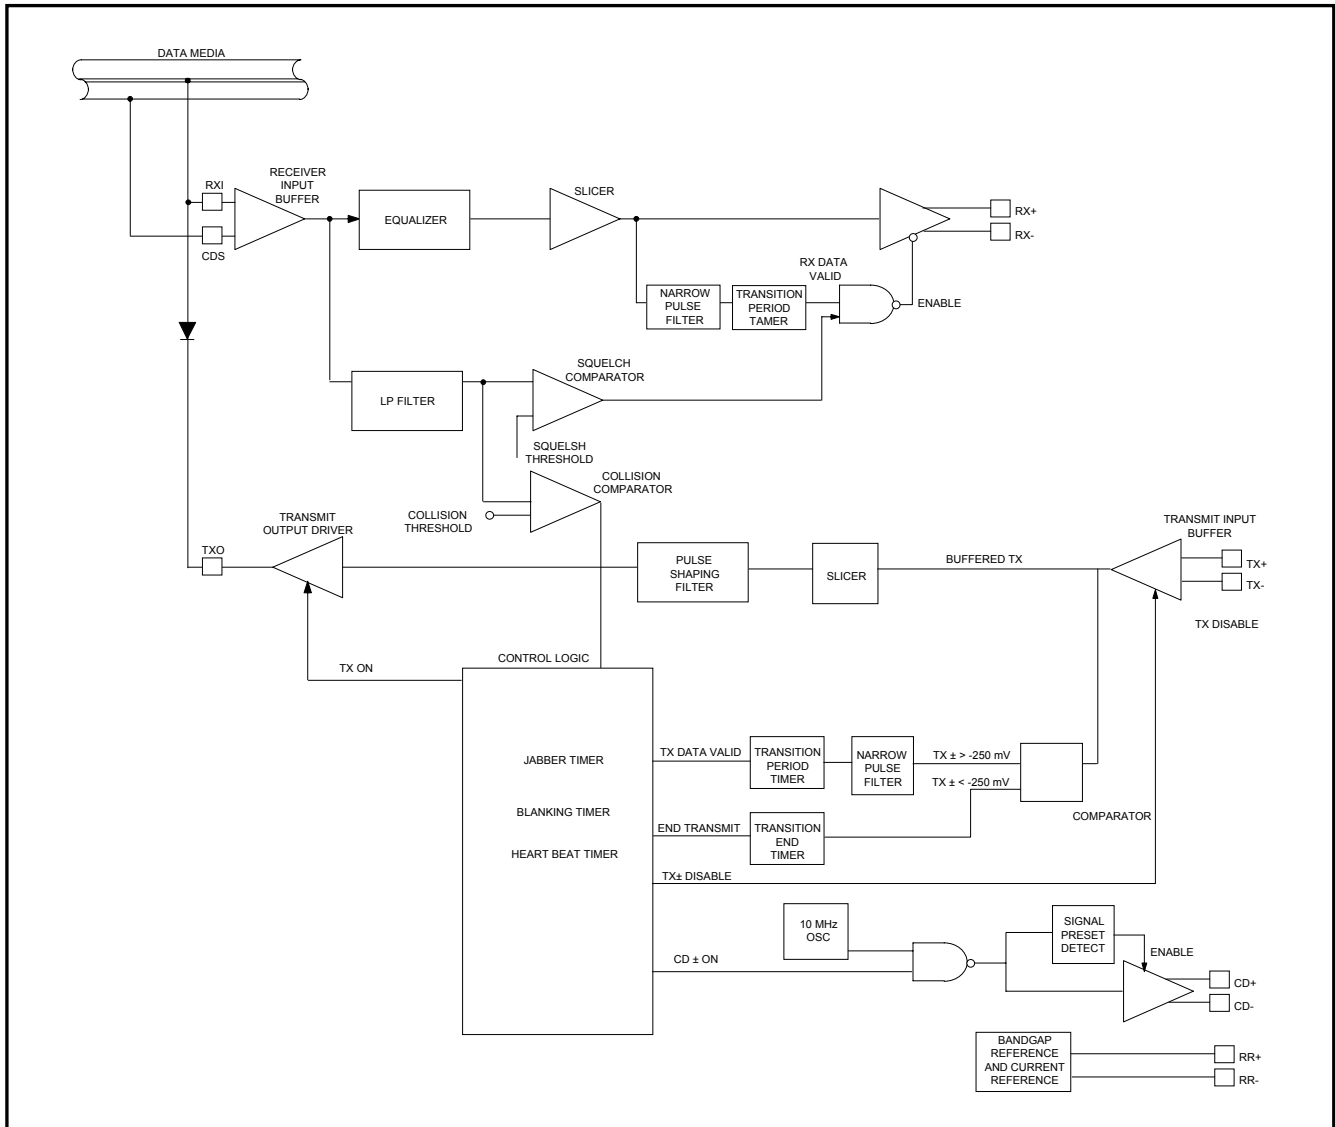 DATA MEDIA
RXI
CDS
RECEIVER
INPUT
BUFFER
EQUALIZER
SLICER
RX+
RX-
RX DATA
VALID
NARROW
PULSE
FILTER
TRANSITION
PERIOD
TAMER
ENABLE
LP FILTER
SQUELCH
COMPARATOR
SQUELSH
THRESHOLD
COLLISION
COMPARATOR
COLLISION
THRESHOLD
TRANSMIT
OUTPUT DRIVER
TXO
PULSE
SHAPING
FILTER
SLICER
BUFFERED TX
TRANSMIT INPUT
BUFFER
TX+
TX-
TX DISABLE
TX ON
CONTROL LOGIC
JABBER TIMER
BLANKING TIMER
HEART BEAT TIMER
TX DATA VALID
TRANSITION
PERIOD
TIMER
NARROW
PULSE
FILTER
TX ± > -250 mV
TX ± < -250 mV
COMPARATOR
END TRANSMIT
TRANSITION
END
TIMER
TX± DISABLE
10 MHz
OSC
CD ± ON
SIGNAL
PRESET
DETECT
ENABLE
CD+
CD-
BANDGAP
REFERENCE
AND CURRENT
REFERENCE
RR+
RR-